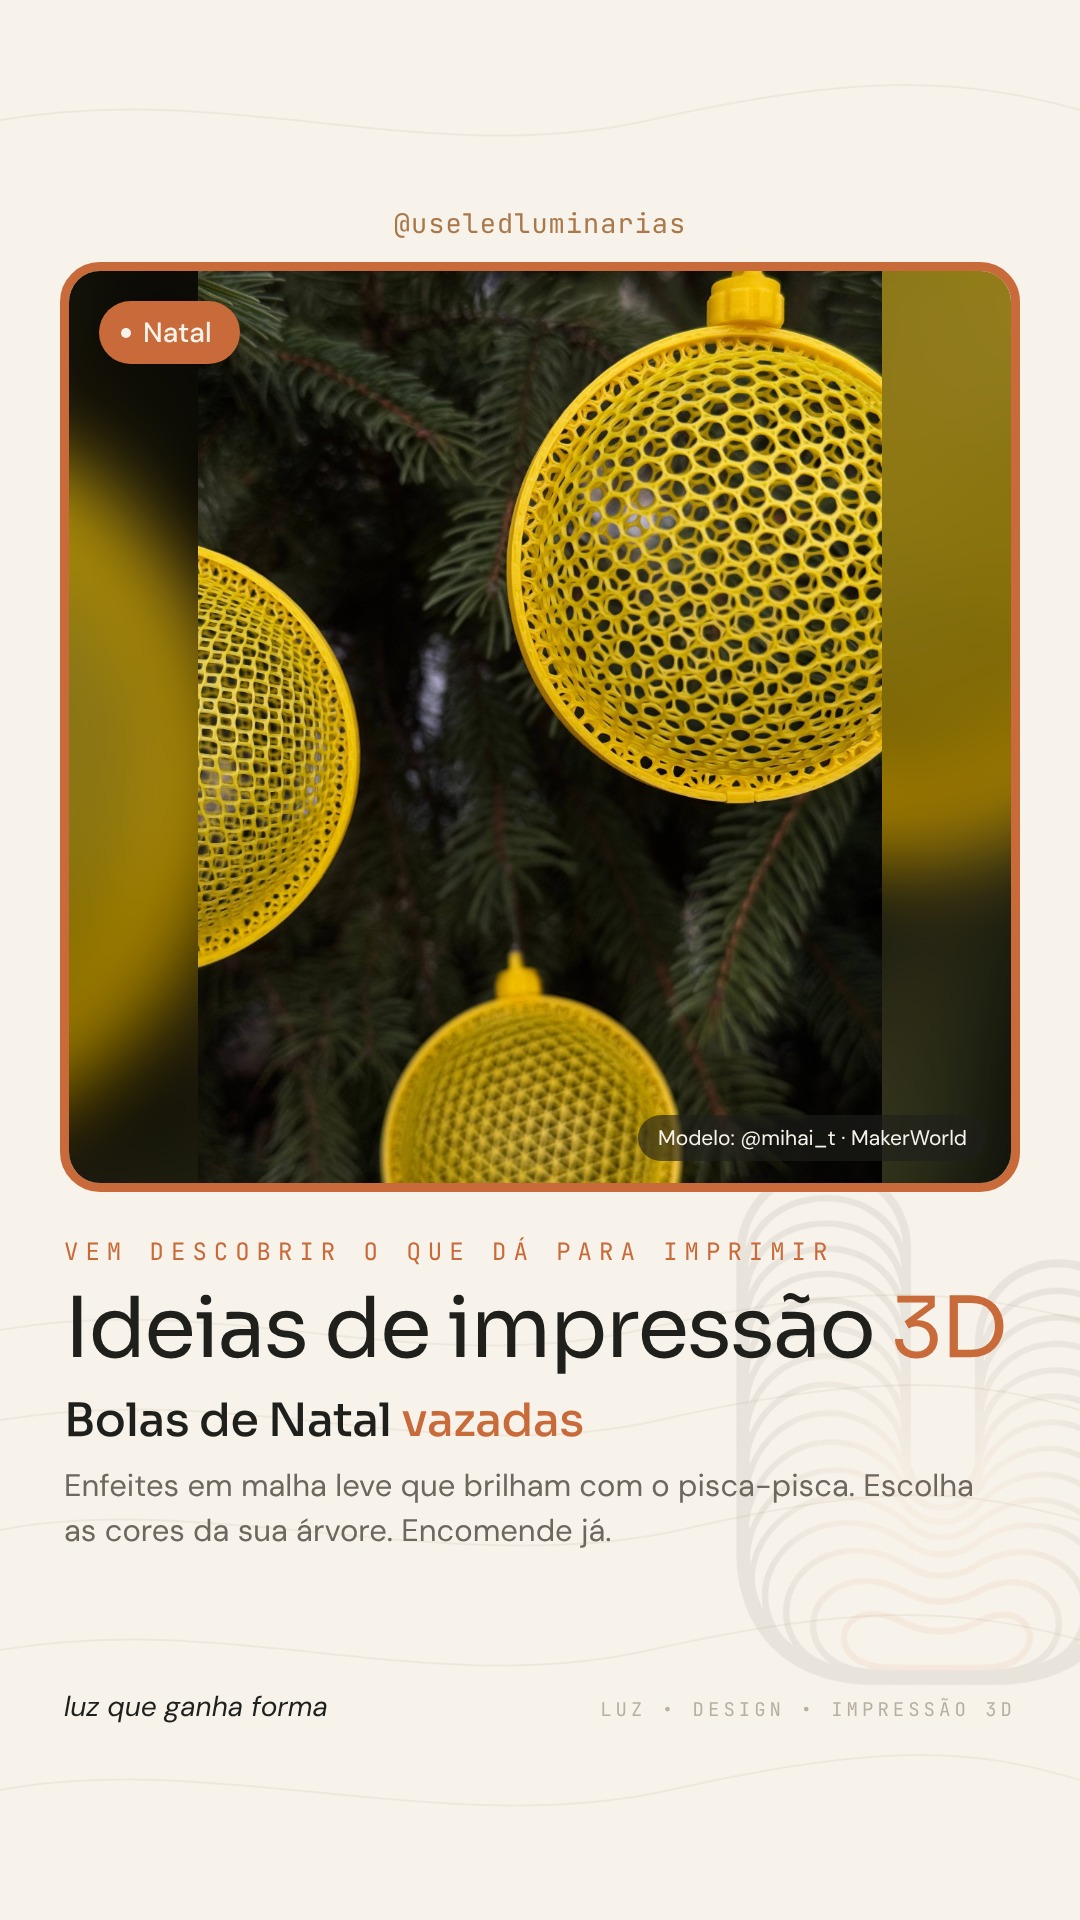 @useledluminarias
Natal
Modelo: @mihai_t · MakerWorld
VEM DESCOBRIR O QUE DÁ PARA IMPRIMIR
Ideias de impressão 3D
Bolas de Natal vazadas
Enfeites em malha leve que brilham com o pisca-pisca. Escolha
as cores da sua árvore. Encomende já.
luz que ganha forma
LUZ • DESIGN • IMPRESSÃO 3D